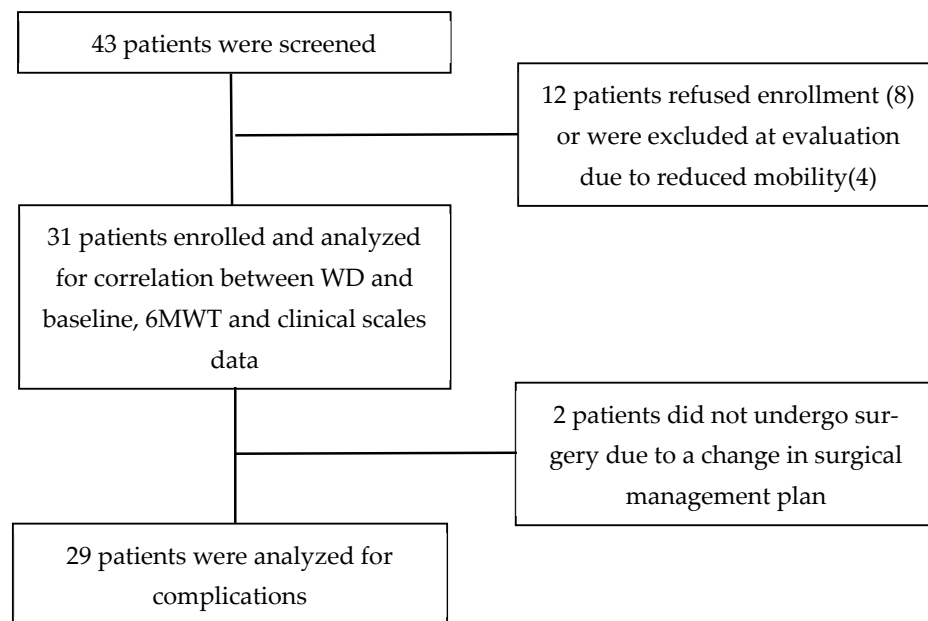 43 patients were screened
12 patients refused enrollment (8)
or were excluded at evaluation
due to reduced mobility(4)
31 patients enrolled and analyzed
for correlation between WD and
baseline, 6MWT and clinical scales
data
2 patients did not undergo sur-
gery due to a change in surgical
management plan
29 patients were analyzed for
complications